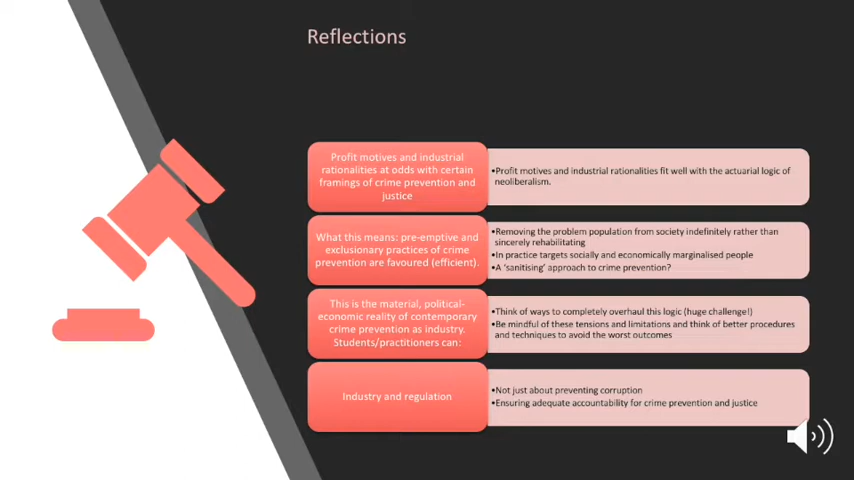 Reflections
Profit motives and industrial
rationalities at odds with certain
framings of crime prevention and
justice
•Profit motives and industrial rationalities fit well with the actuarial logic of
neoliberalism.
What this means: pre-emptive and
exclusionary practices of crime
prevention are favoured (efficient).
•Removing the problem population from society indefinitely rather than
sincerely rehabilitating
•In practice targets socially and economically marginalised people
•A ‘sanitising’ approach to crime prevention?
This is the material, political-
economic reality of contemporary
crime prevention as industry.
Students/practitioners can:
•Think of ways to completely overhaul this logic (huge challenge!)
•Be mindful of these tensions and limitations and think of better procedures
and techniques to avoid the worst outcomes
Industry and regulation
•Not just about preventing corruption
•Ensuring adequate accountability for crime prevention and justice